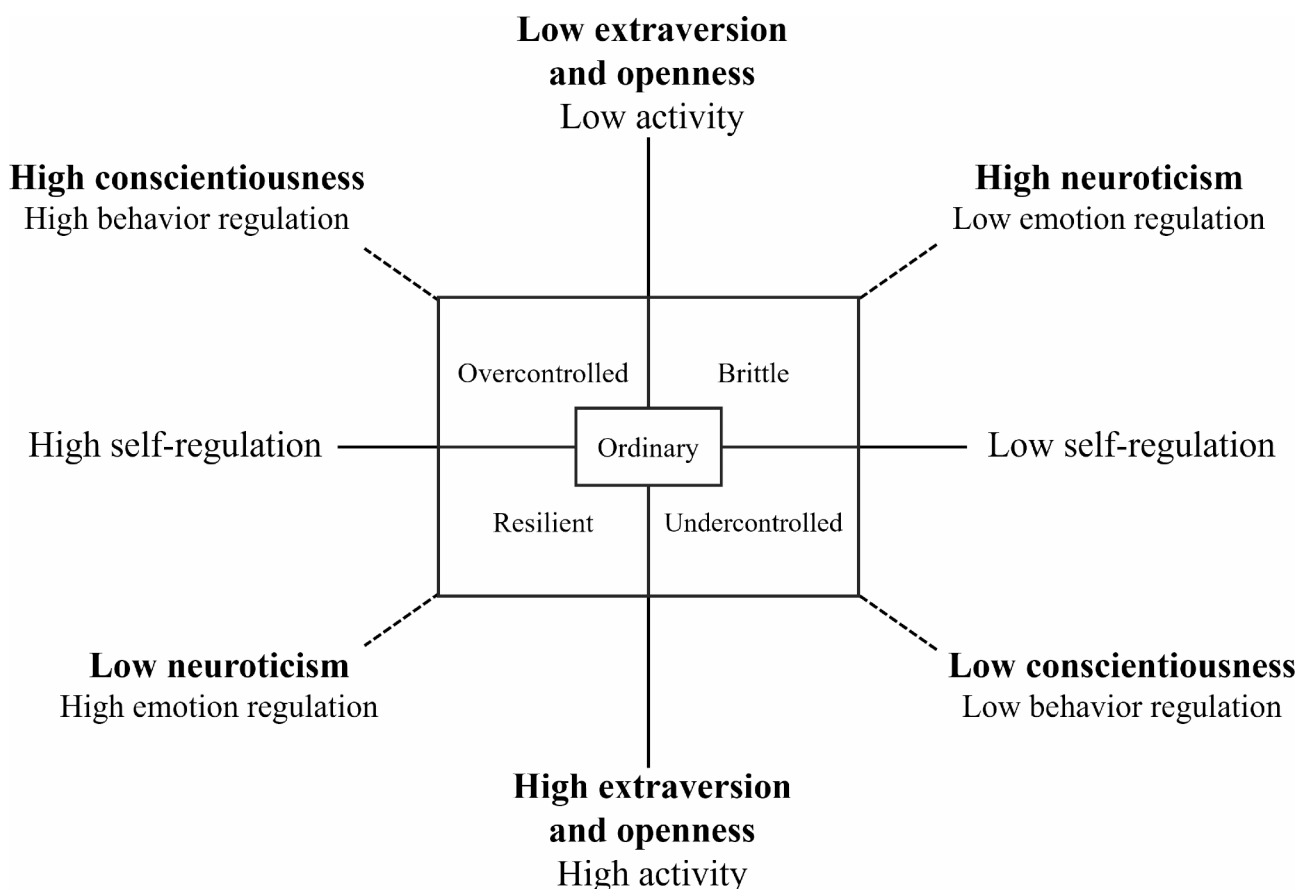 Low extraversion
and openness
Low activity
High conscientiousness
High behavior regulation
High neuroticism
Low emotion regulation
Overcontrolled
Brittle
High self-regulation
Ordinary
Low self-regulation
Resilient
Undercontrolled
Low neuroticism
High emotion regulation
Low conscientiousness
Low behavior regulation
High extraversion
and openness
High activity